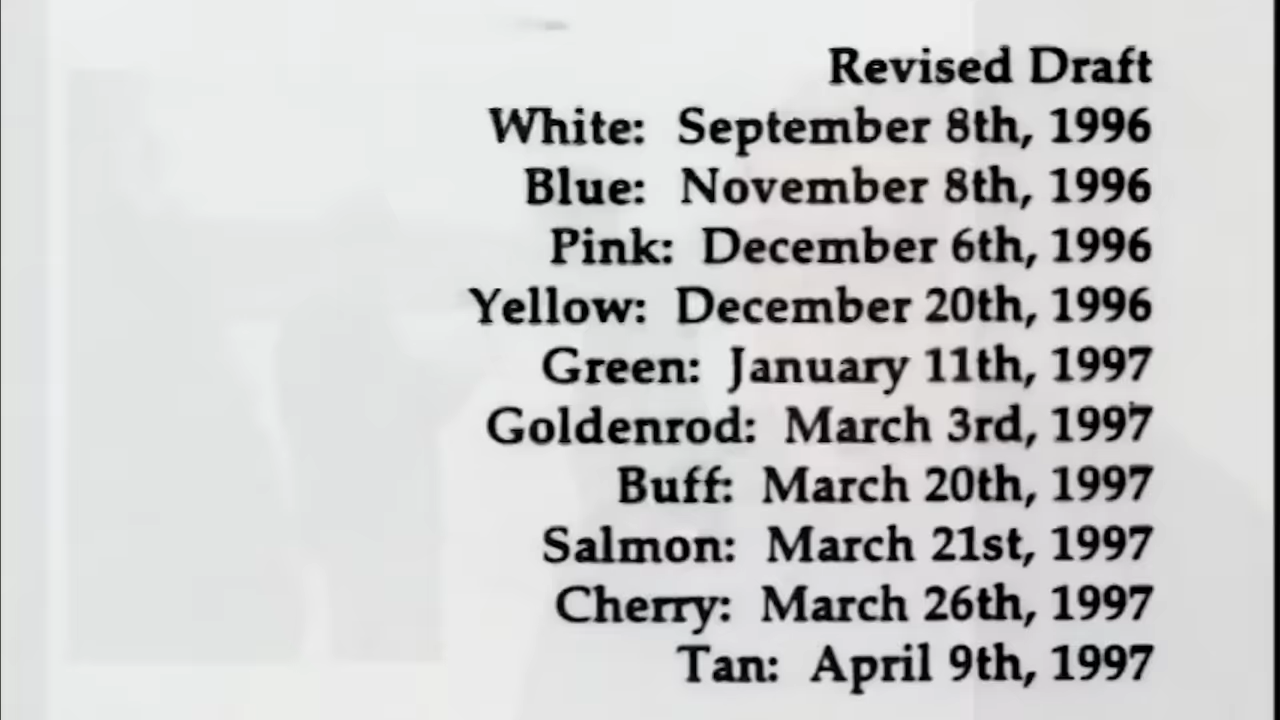 Revised Draft
White: September 8th, 1996
Blue: November 8th, 1996
Pink: December 6th, 1996
Yellow: December 20th, 1996
Green: January 11th, 1997
Goldenrod: March 3rd, 1997
Buff: March 20th, 1997
Salmon: March 21st, 1997
Cherry: March 26th, 1997
Tan: April 9th, 1997